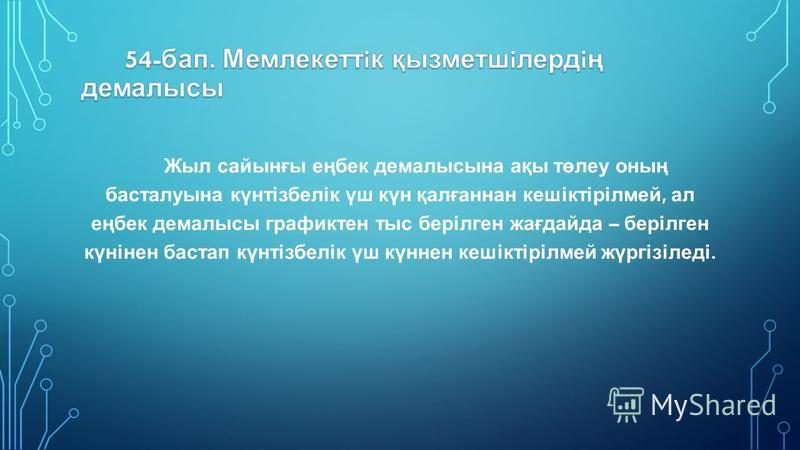 54-бап. Мемлекеттік қызметшілердің
демалысы
Жыл сайынғы еңбек демалысына ақы төлеу оның
басталуына күнтізбелік үш күн қалғаннан кешіктірілмей, ал
еңбек демалысы графиктен тыс берілген жағдайда – берілген
күнінен бастап күнтізбелік үш күннен кешіктірілмей жүргізіледі.
MyShared